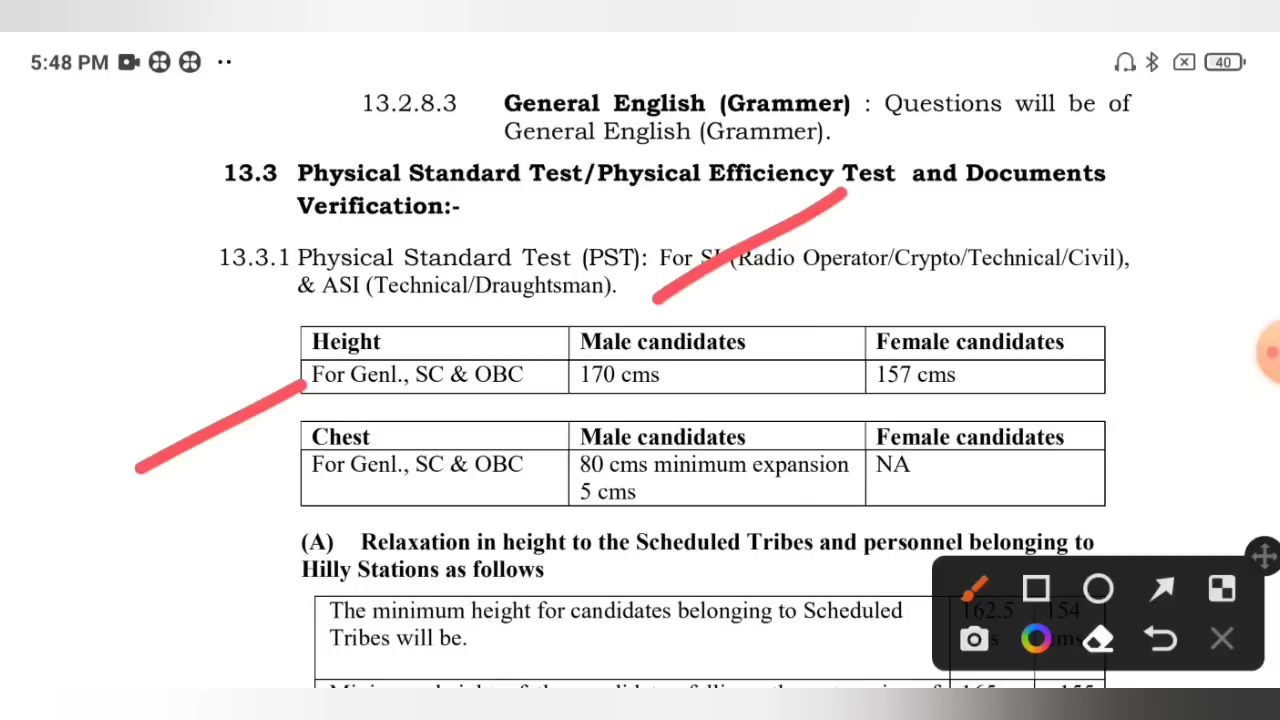 5:48 PM
40
13.2.8.3 General English (Grammer) : Questions will be of
General English (Grammer).
13.3 Physical Standard Test/Physical Efficiency Test and Documents
Verification:-
13.3.1 Physical Standard Test (PST): For SI (Radio Operator/Crypto/Technical/Civil),
& ASI (Technical/Draughtsman).
Height Male candidates Female candidates
For Genl., SC & OBC 170 cms 157 cms
Chest Male candidates Female candidates
For Genl., SC & OBC 80 cms minimum expansion NA
5 cms
(A) Relaxation in height to the Scheduled Tribes and personnel belonging to
Hilly Stations as follows
The minimum height for candidates belonging to Scheduled 162.5 154
Tribes will be.